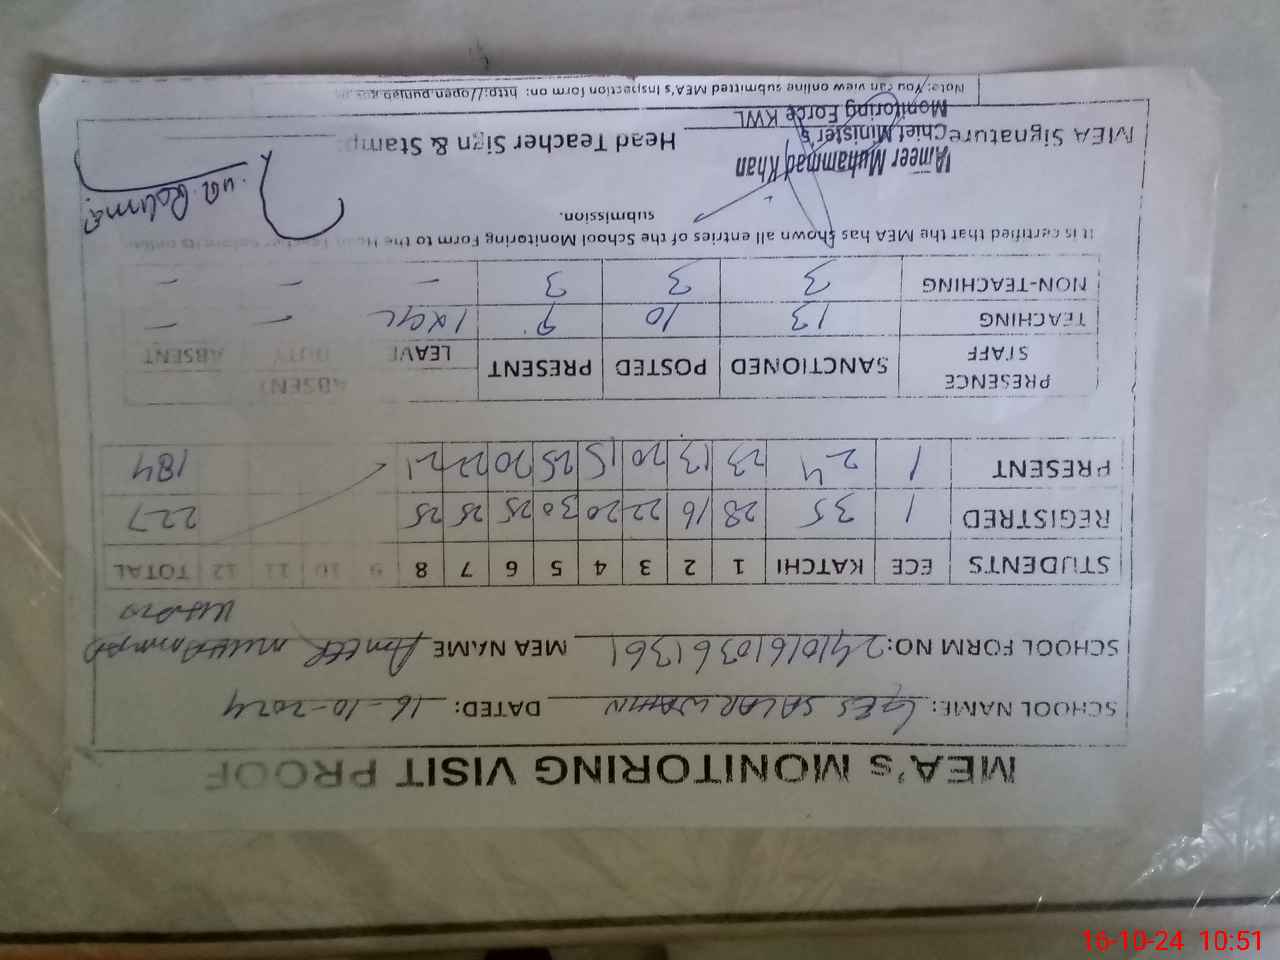 MEA's MONITORING VISIT PROOF
SCHOOL NAME: GES SALAR WAHIN DATED: 16-10-2024
SCHOOL FORM NO: MEA NAME AMEER MUHAMMAD
KHAN
STUDENTS ECE KATCHI 1 2 3 4 5 6 7 8 9 10 11 12 TOTAL
REGISTRED 1 35 28 16 22 20 30 25 25 25 227
PRESENT 1 24 23 13 20 15 25 20 22 21 184
PRESENCE STAFF SANCTIONED POSTED PRESENT LEAVE ABSENT DUTY ABSENT
TEACHING 13 10 9 1xCL - -
NON-TEACHING 3 3 3 - - -
It is certified that the MEA has shown all entries of the School Monitoring Form to the Head Teacher before its online
submission.
Ameer Muhammad Khan
Chief Minister's
Monitoring Force KWL
MEA Signature Head Teacher Sign & Stamp:
Note: You can view online submitted MEA's Inspection form on: http://open.punjab.gov.pk
16-10-24 10:51